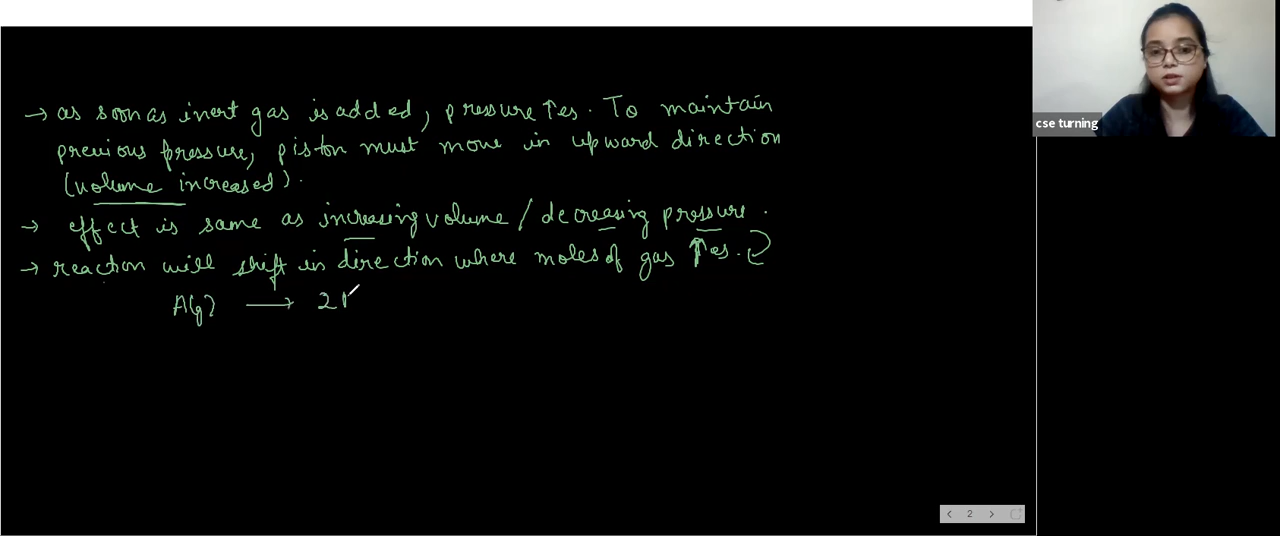 → as soon as inert gas is added, pressure ↑es. To maintain
previous pressure, piston must move in upward direction
(volume increased).
→ effect is same as increasing volume / decreasing pressure.
→ reaction will shift in direction where moles of gas ↑es.
A(g) ⟶ 2
cse turning
2